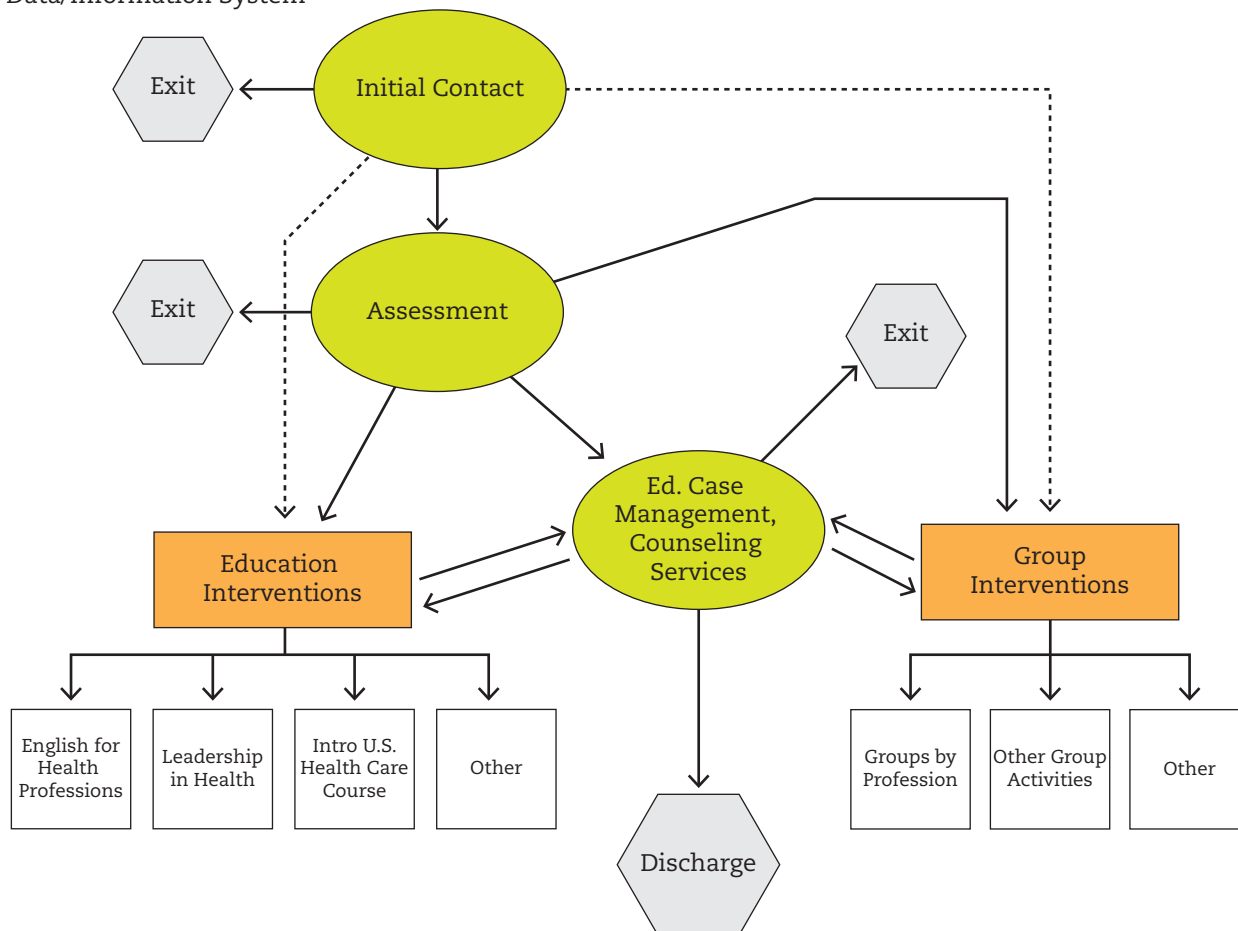 Data/Information System
Exit
Initial Contact
Exit
Assessment
Exit
Ed. Case
Management,
Counseling
Services
Education
Interventions
Group
Interventions
English for
Health
Professions
Leadership
in Health
Intro U.S.
Health Care
Course
Other
Groups by
Profession
Other Group
Activities
Other
Discharge